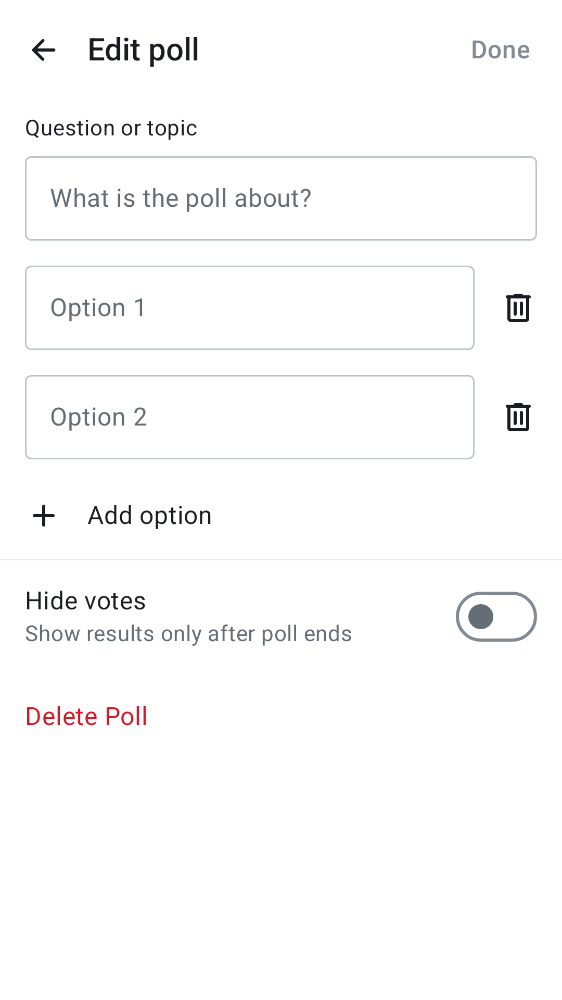 Edit poll
Done
Question or topic
What is the poll about?
Option 1
Option 2
Add option
Hide votes
Show results only after poll ends
Delete Poll